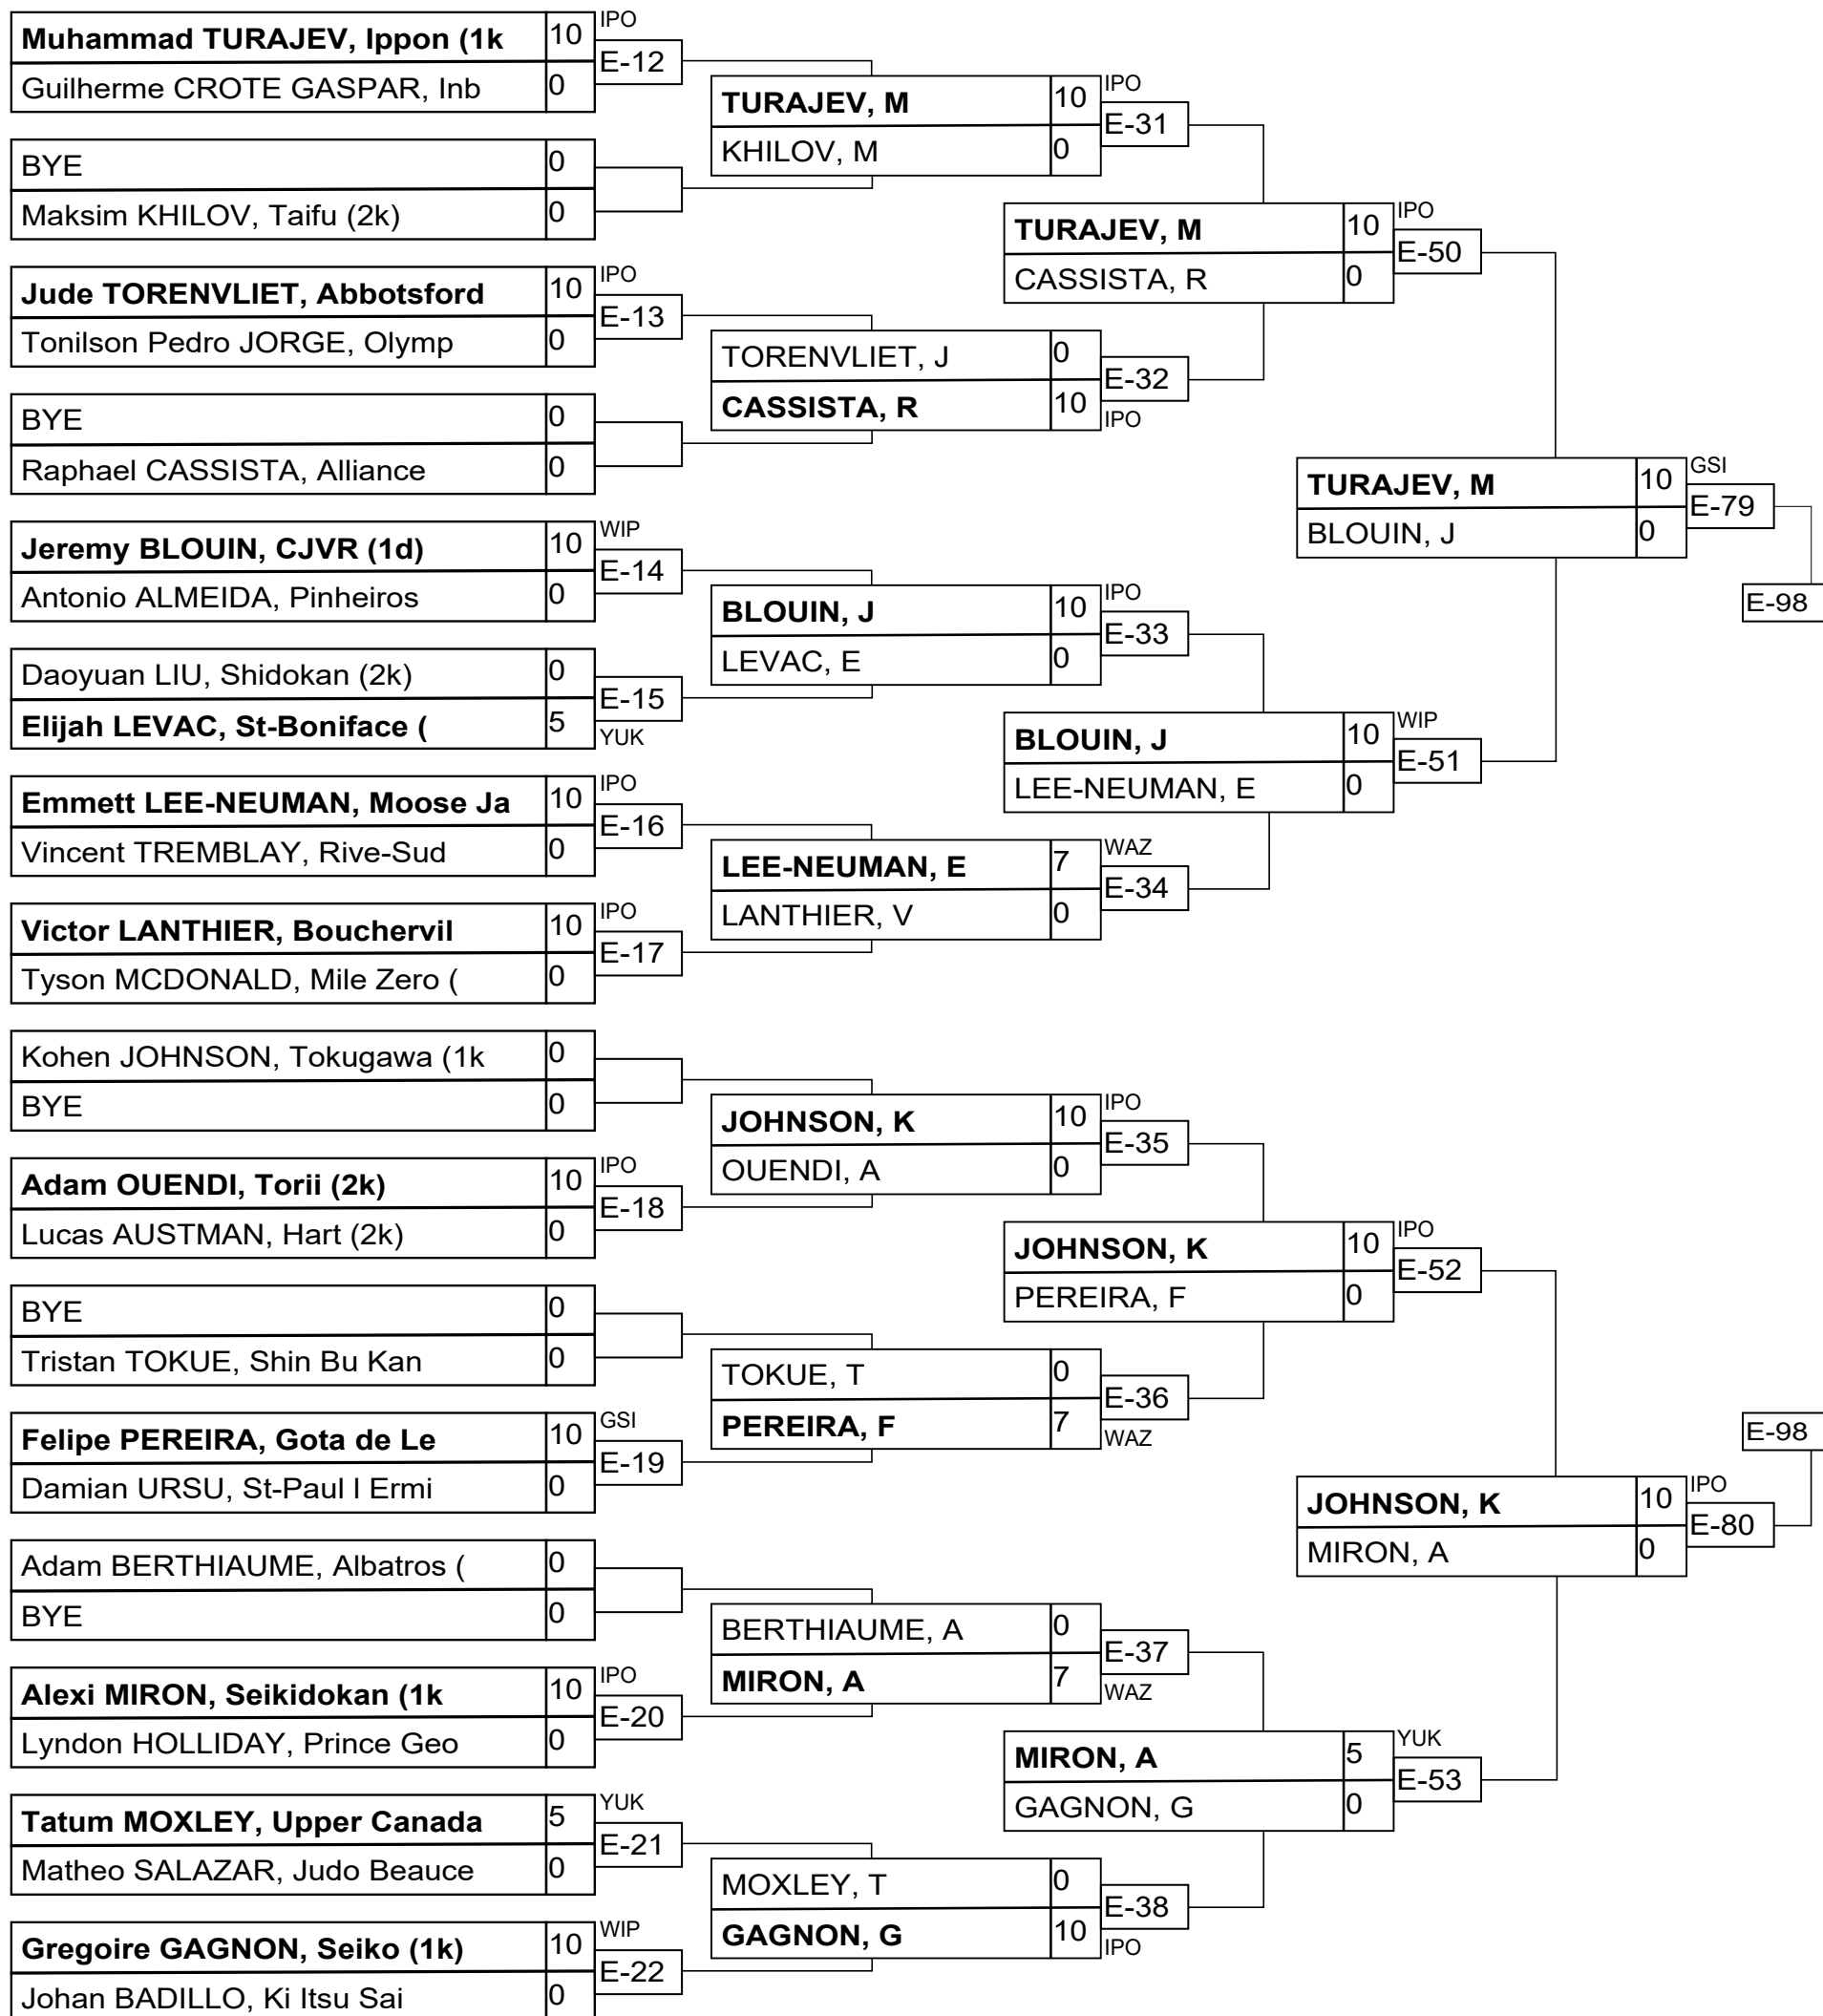 Muhammad TURAJEV, Ippon (1k 10 IPO
E-12
Guilherme CROTE GASPAR, Inb 0
BYE 0
Maksim KHILOV, Taifu (2k) 0
Jude TORENVLIET, Abbotsford 10 IPO
E-13
Tonilson Pedro JORGE, Olymp 0
BYE 0
Raphael CASSISTA, Alliance 0
Jeremy BLOUIN, CJVR (1d) 10 WIP
E-14
Antonio ALMEIDA, Pinheiros 0
Daoyuan LIU, Shidokan (2k) 0
E-15
Elijah LEVAC, St-Boniface ( 5 YUK
Emmett LEE-NEUMAN, Moose Ja 10 IPO
E-16
Vincent TREMBLAY, Rive-Sud 0
Victor LANTHIER, Bouchervil 10 IPO
E-17
Tyson MCDONALD, Mile Zero ( 0
Kohen JOHNSON, Tokugawa (1k 0
BYE 0
Adam OUENDI, Torii (2k) 10 IPO
E-18
Lucas AUSTMAN, Hart (2k) 0
BYE 0
Tristan TOKUE, Shin Bu Kan 0
Felipe PEREIRA, Gota de Le 10 GSI
E-19
Damian URSU, St-Paul l Ermi 0
Adam BERTHIAUME, Albatros ( 0
BYE 0
Alexi MIRON, Seikidokan (1k 10 IPO
E-20
Lyndon HOLLIDAY, Prince Geo 0
Tatum MOXLEY, Upper Canada 5 YUK
E-21
Matheo SALAZAR, Judo Beauce 0
Gregoire GAGNON, Seiko (1k) 10 WIP
E-22
Johan BADILLO, Ki Itsu Sai 0
TURAJEV, M 10 IPO
E-31
KHILOV, M 0
TORENVLIET, J 0
E-32
CASSISTA, R 10 IPO
BLOUIN, J 10 IPO
E-33
LEVAC, E 0
LEE-NEUMAN, E 7 WAZ
E-34
LANTHIER, V 0
JOHNSON, K 10 IPO
E-35
OUENDI, A 0
TOKUE, T 0
E-36
PEREIRA, F 7 WAZ
BERTHIAUME, A 0
E-37
MIRON, A 7 WAZ
MOXLEY, T 0
E-38
GAGNON, G 10 IPO
TURAJEV, M 10 IPO
E-50
CASSISTA, R 0
BLOUIN, J 10 WIP
E-51
LEE-NEUMAN, E 0
JOHNSON, K 10 IPO
E-52
PEREIRA, F 0
MIRON, A 5 YUK
E-53
GAGNON, G 0
TURAJEV, M 10 GSI
E-79
BLOUIN, J 0
E-98
E-98
JOHNSON, K 10 IPO
E-80
MIRON, A 0